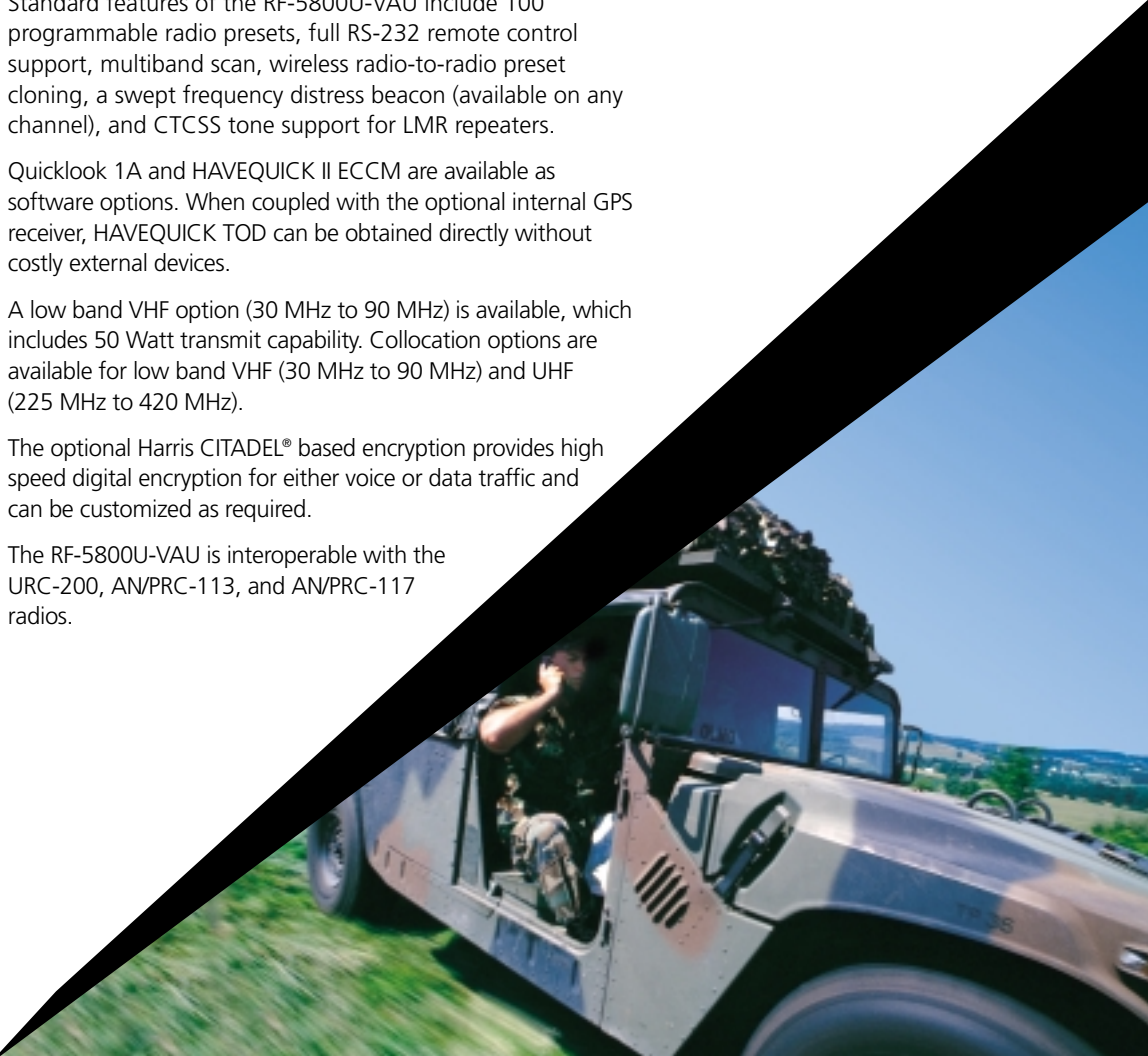 Standard features of the RF-5800U-VAU include 100
programmable radio presets, full RS-232 remote control
support, multiband scan, wireless radio-to-radio preset
cloning, a swept frequency distress beacon (available on any
channel), and CTCSS tone support for LMR repeaters.
Quicklook 1A and HAVEQUICK II ECCM are available as
software options. When coupled with the optional internal GPS
receiver, HAVEQUICK TOD can be obtained directly without
costly external devices.
A low band VHF option (30 MHz to 90 MHz) is available, which
includes 50 Watt transmit capability. Collocation options are
available for low band VHF (30 MHz to 90 MHz) and UHF
(225 MHz to 420 MHz).
The optional Harris CITADEL® based encryption provides high
speed digital encryption for either voice or data traffic and
can be customized as required.
The RF-5800U-VAU is interoperable with the
URC-200, AN/PRC-113, and AN/PRC-117
radios.
TP 35